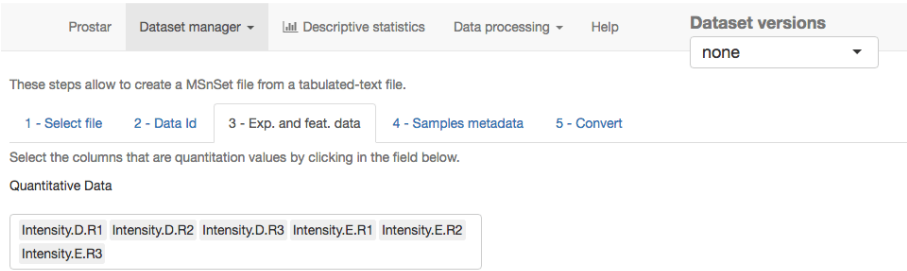 Prostar Dataset manager Descriptive statistics Data processing Help Dataset versions
none
These steps allow to create a MSnSet file from a tabulated-text file.
1 - Select file 2 - Data Id 3 - Exp. and feat. data 4 - Samples metadata 5 - Convert
Select the columns that are quantitation values by clicking in the field below.
Quantitative Data
Intensity.D.R1 Intensity.D.R2 Intensity.D.R3 Intensity.E.R1 Intensity.E.R2
Intensity.E.R3